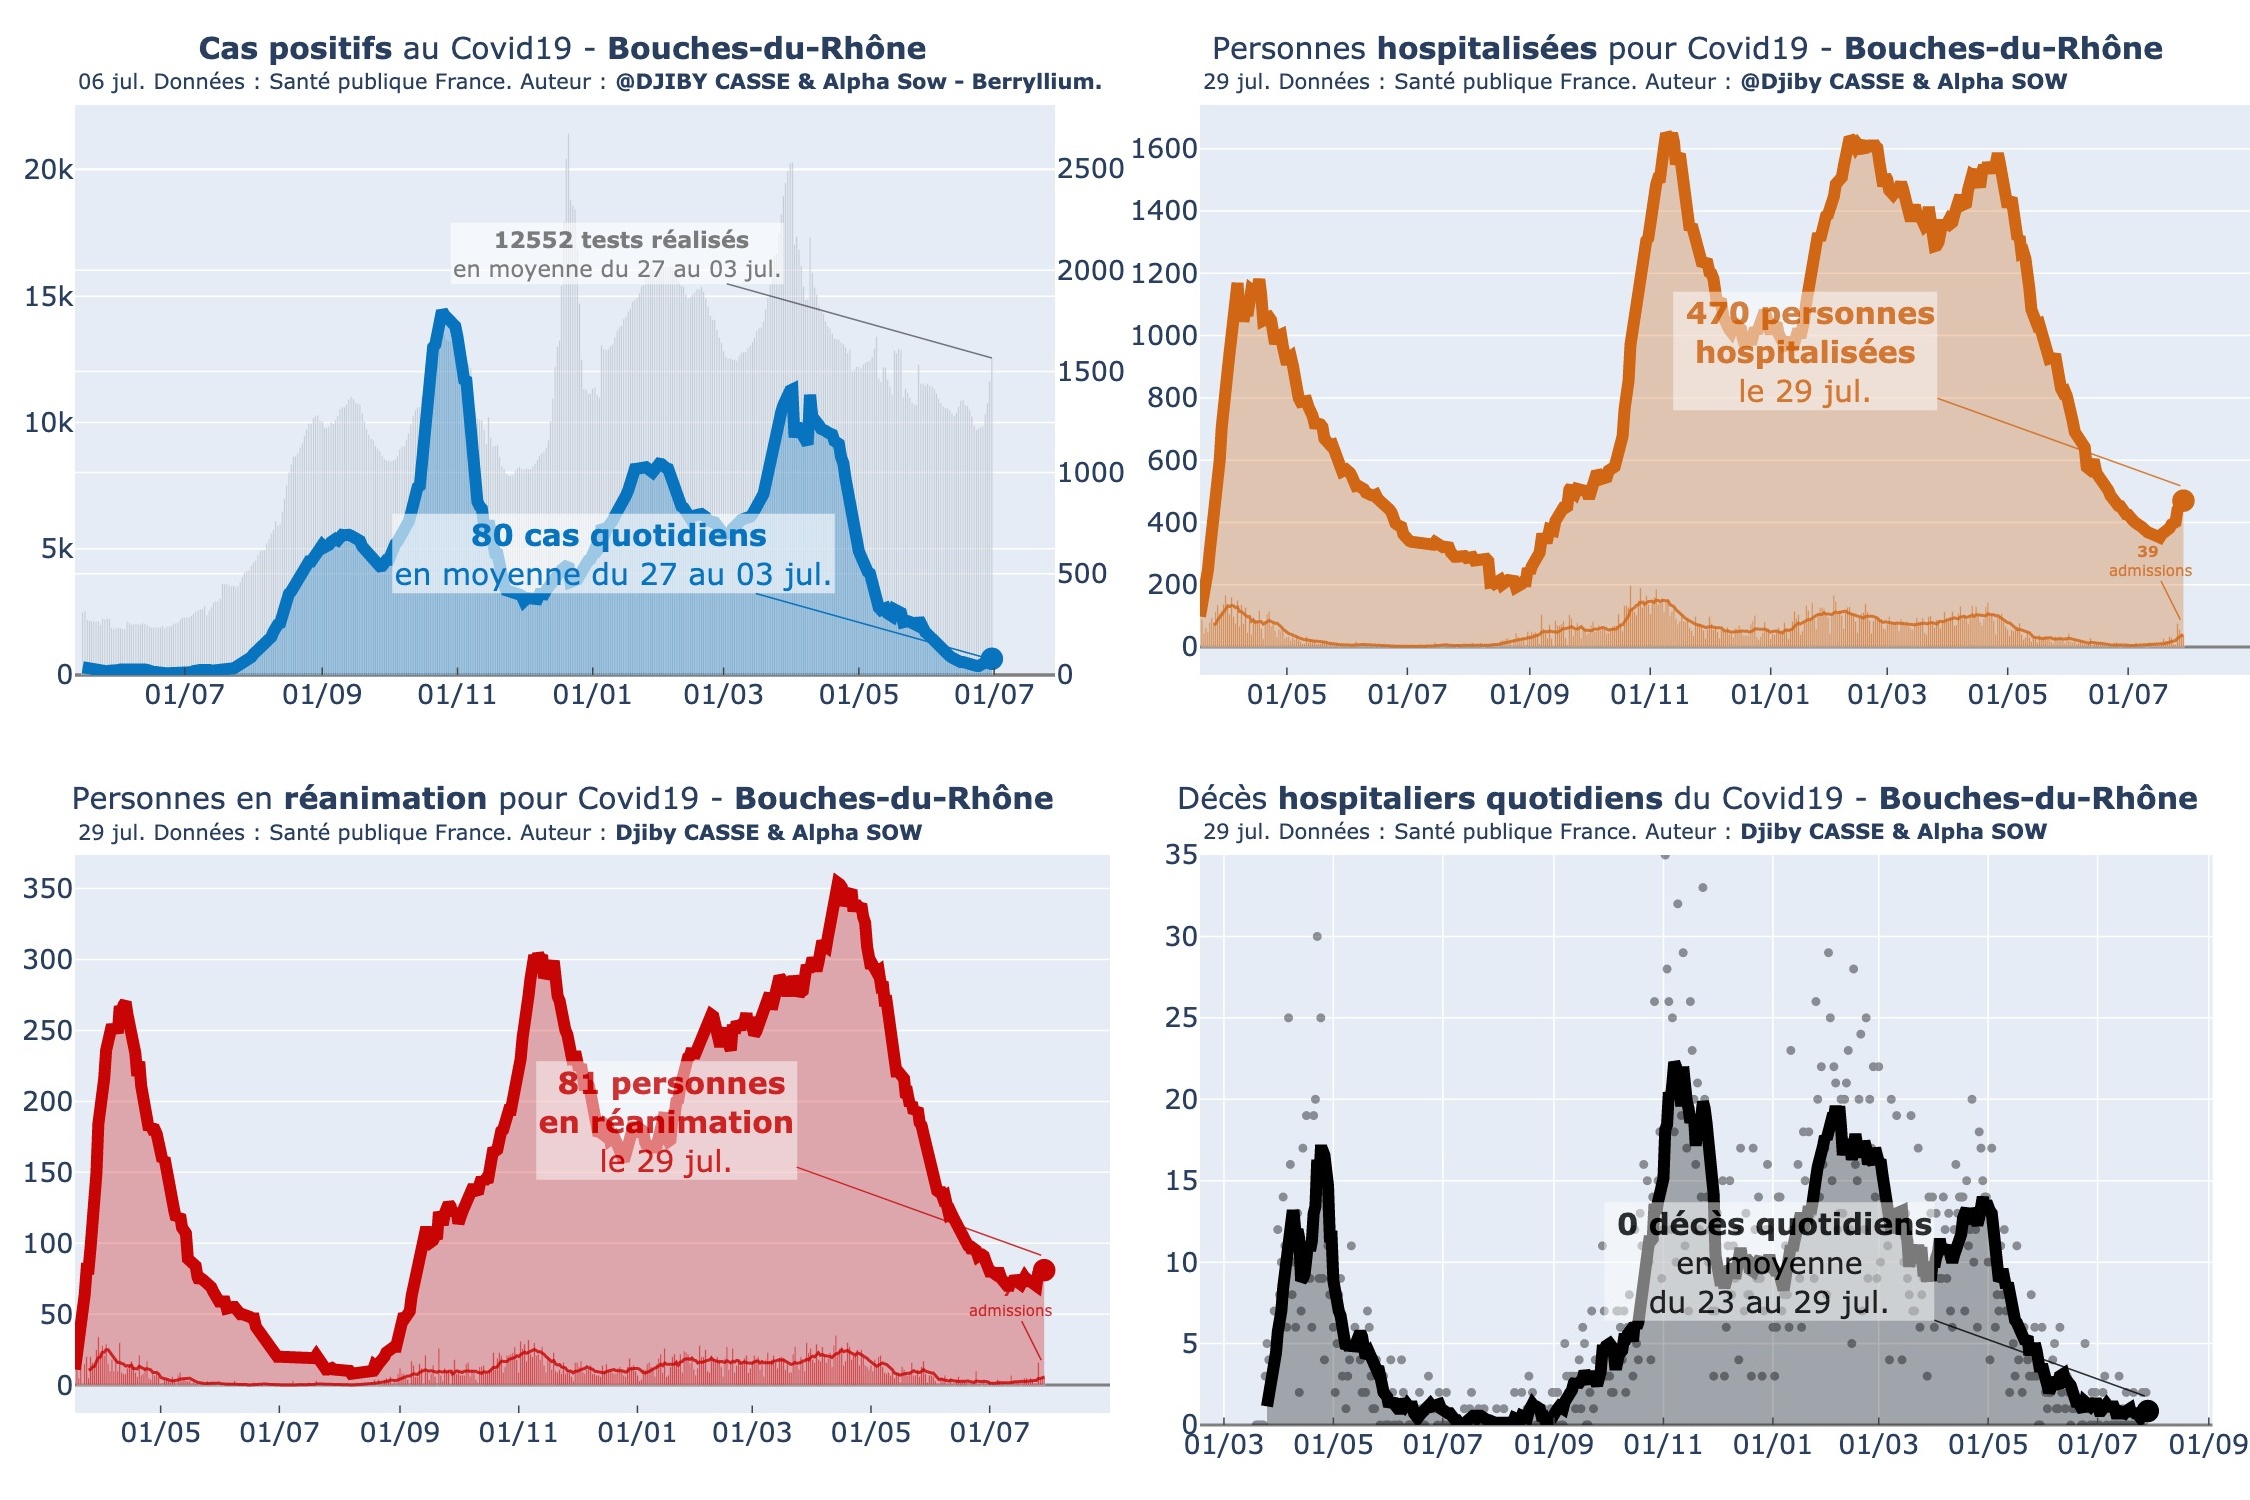 Cas positifs au Covid19 - Bouches-du-Rhône
06 jul. Données : Santé publique France. Auteur : @DJIBY CASSE & Alpha Sow - Berryllium.
20k
15k
10k
5k
0
2500
2000
1500
1000
500
0
12552 tests réalisés
en moyenne du 27 au 03 jul.
80 cas quotidiens
en moyenne du 27 au 03 jul.
01/07 01/09 01/11 01/01 01/03 01/05 01/07
Personnes hospitalisées pour Covid19 - Bouches-du-Rhône
29 jul. Données : Santé publique France. Auteur : @Djiby CASSE & Alpha SOW
1600
1400
1200
1000
800
600
400
200
0
470 personnes
hospitalisées
le 29 jul.
39
admissions
01/05 01/07 01/09 01/11 01/01 01/03 01/05 01/07
Personnes en réanimation pour Covid19 - Bouches-du-Rhône
29 jul. Données : Santé publique France. Auteur : Djiby CASSE & Alpha SOW
350
300
250
200
150
100
50
0
81 personnes
en réanimation
le 29 jul.
admissions
01/05 01/07 01/09 01/11 01/01 01/03 01/05 01/07
Décès hospitaliers quotidiens du Covid19 - Bouches-du-Rhône
29 jul. Données : Santé publique France. Auteur : Djiby CASSE & Alpha SOW
35
30
25
20
15
10
5
0
0 décès quotidiens
en moyenne
du 23 au 29 jul.
01/03 01/05 01/07 01/09 01/11 01/01 01/03 01/05 01/07 01/09